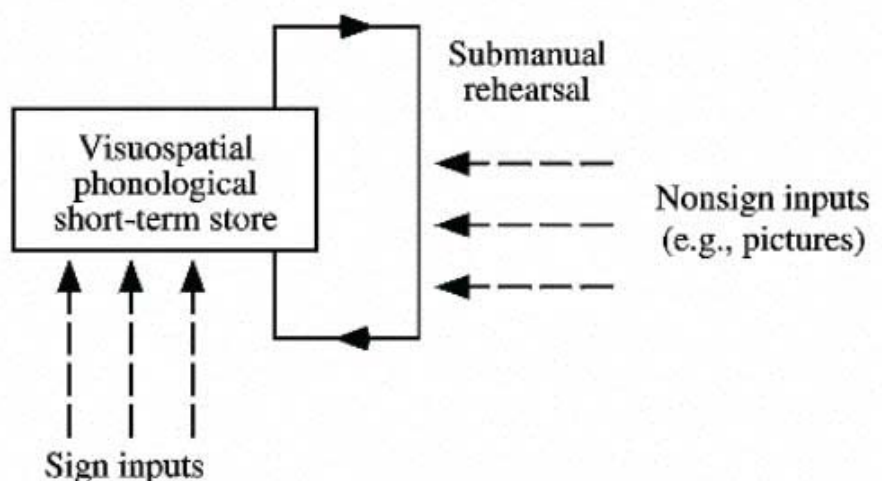 Submanual
rehearsal
Visuospatial
phonological
short-term store
Nonsign inputs
(e.g., pictures)
Sign inputs